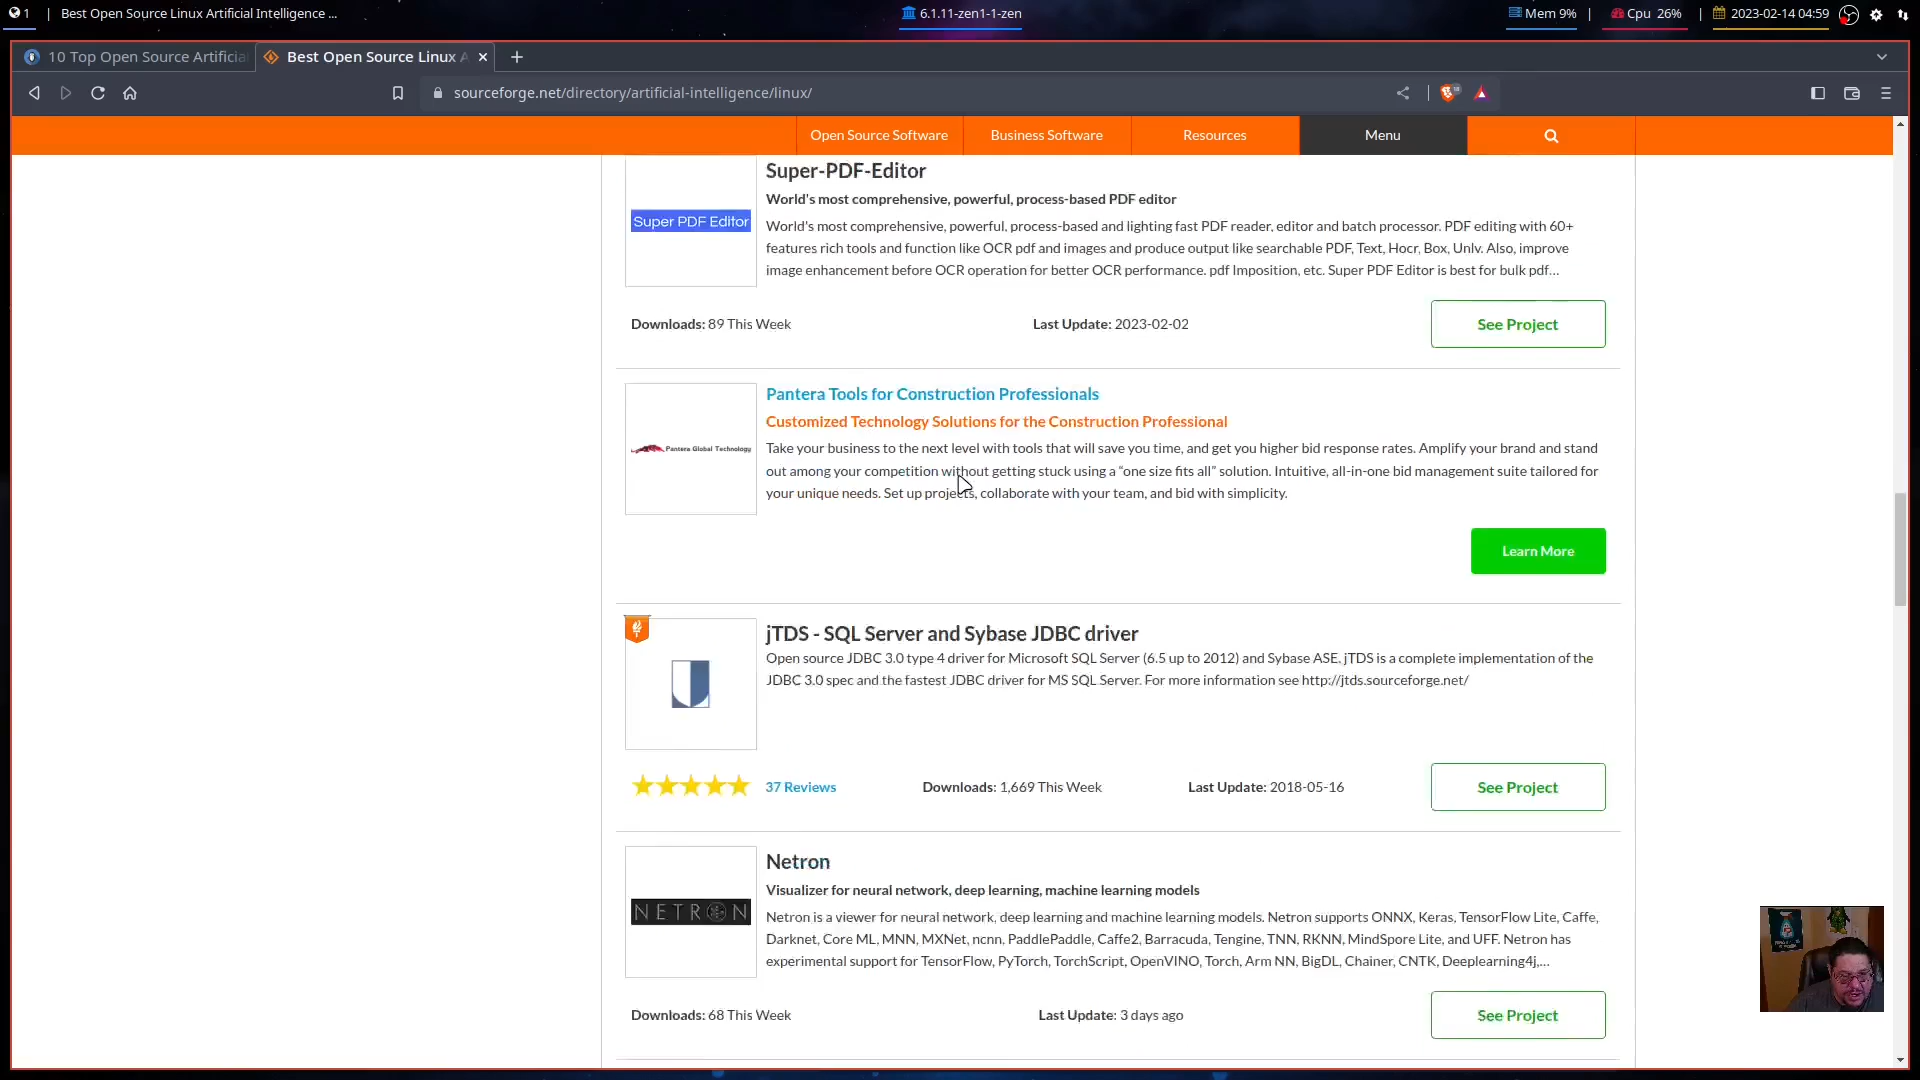 1 | Best Open Source Linux Artificial Intelligence ...
6.1.11-zen1-1-zen
Mem 9% | Cpu 26% | 2023-02-14 04:59
10 Top Open Source Artificia
Best Open Source Linux A
sourceforge.net/directory/artificial-intelligence/linux/
Open Source Software
Business Software
Resources
Menu
Super-PDF-Editor
Super PDF Editor
World's most comprehensive, powerful, process-based PDF editor
World's most comprehensive, powerful, process-based and lighting fast PDF reader, editor and batch processor. PDF editing with 60+
features rich tools and function like OCR pdf and images and produce output like searchable PDF, Text, Hocr, Box, Unlv. Also, improve
image enhancement before OCR operation for better OCR performance. pdf Imposition, etc. Super PDF Editor is best for bulk pdf...
Downloads: 89 This Week
Last Update: 2023-02-02
See Project
Pantera Tools for Construction Professionals
Pantera Global Technology
Customized Technology Solutions for the Construction Professional
Take your business to the next level with tools that will save you time, and get you higher bid response rates. Amplify your brand and stand
out among your competition without getting stuck using a “one size fits all” solution. Intuitive, all-in-one bid management suite tailored for
your unique needs. Set up projects, collaborate with your team, and bid with simplicity.
Learn More
jTDS - SQL Server and Sybase JDBC driver
Open source JDBC 3.0 type 4 driver for Microsoft SQL Server (6.5 up to 2012) and Sybase ASE. jTDS is a complete implementation of the
JDBC 3.0 spec and the fastest JDBC driver for MS SQL Server. For more information see http://jtds.sourceforge.net/
37 Reviews
Downloads: 1,669 This Week
Last Update: 2018-05-16
See Project
Netron
NETRON
Visualizer for neural network, deep learning, machine learning models
Netron is a viewer for neural network, deep learning and machine learning models. Netron supports ONNX, Keras, TensorFlow Lite, Caffe,
Darknet, Core ML, MNN, MXNet, ncnn, PaddlePaddle, Caffe2, Barracuda, Tengine, TNN, RKNN, MindSpore Lite, and UFF. Netron has
experimental support for TensorFlow, PyTorch, TorchScript, OpenVINO, Torch, Arm NN, BigDL, Chainer, CNTK, Deeplearning4j,...
Downloads: 68 This Week
Last Update: 3 days ago
See Project